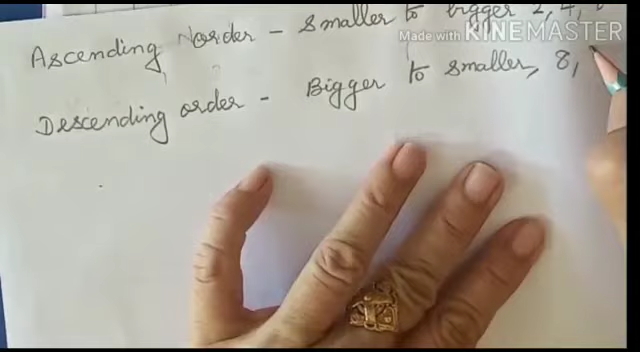 Ascending order - Smaller to bigger 2, 4,
Made with KINEMASTER
Descending order - Bigger to smaller, 8,